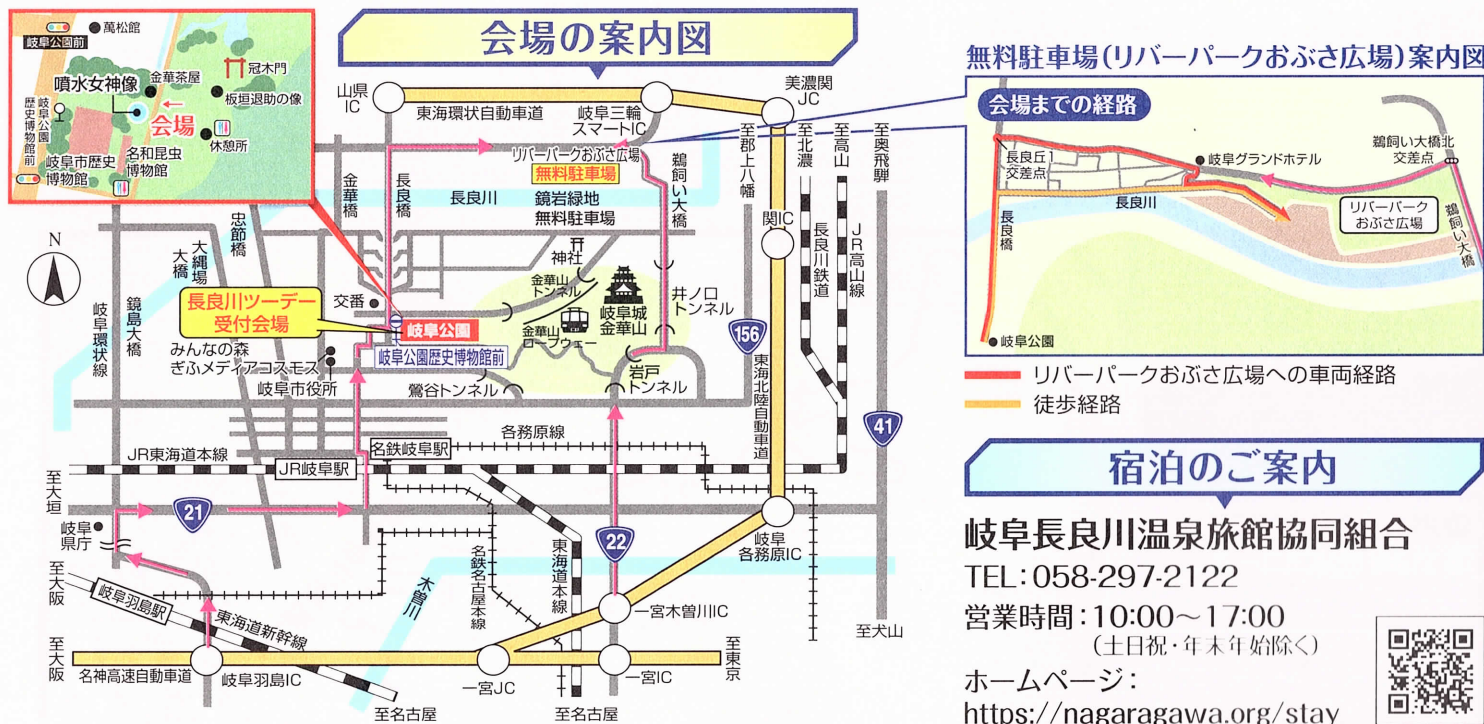 会場の案内図
岐阜公園前
萬松館
噴水女神像
金華茶屋
冠木門
板垣退助の像
会場
岐阜公園
歴史博物館前
休憩所
岐阜市歴史
博物館
名和昆虫
博物館
山県
IC
東海環状自動車道
岐阜三輪
スマートIC
美濃関
JC
至郡上八幡
至北濃
至高山
至奥飛騨
リバーパークおぶさ広場
無料駐車場
金華橋
長良橋
長良川
鏡岩緑地
無料駐車場
鵜飼い大橋
関IC
長良川鉄道
JR高山線
N
忠節橋
大縄場
大橋
鏡島大橋
岐阜環状線
神社
金華山
トンネル
岐阜城
金華山
金華山
ロープウェー
井ノ口
トンネル
長良川ツーデー
受付会場
交番
岐阜公園
岐阜公園歴史博物館前
みんなの森
ぎふメディアコスモス
岐阜市役所
鶯谷トンネル
岩戸
トンネル
156
東海北陸自動車道
41
各務原線
名鉄岐阜駅
JR東海道本線
JR岐阜駅
至大垣
21
岐阜
県庁
22
岐阜
各務原IC
至大阪
岐阜羽島駅
東海道新幹線
木曽川
名鉄名古屋本線
東海道本線
一宮木曽川IC
至犬山
至大阪
名神高速自動車道
岐阜羽島IC
一宮JC
一宮IC
至東京
至名古屋
至名古屋
無料駐車場(リバーパークおぶさ広場)案内図
会場までの経路
長良丘1
交差点
岐阜グランドホテル
鵜飼い大橋北
交差点
長良川
リバーパーク
おぶさ広場
長良橋
鵜飼い大橋
岐阜公園
リバーパークおぶさ広場への車両経路
徒歩経路
宿泊のご案内
岐阜長良川温泉旅館協同組合
TEL:058-297-2122
営業時間:10:00〜17:00
(土日祝・年末年始除く)
ホームページ:
https://nagaragawa.org/stay